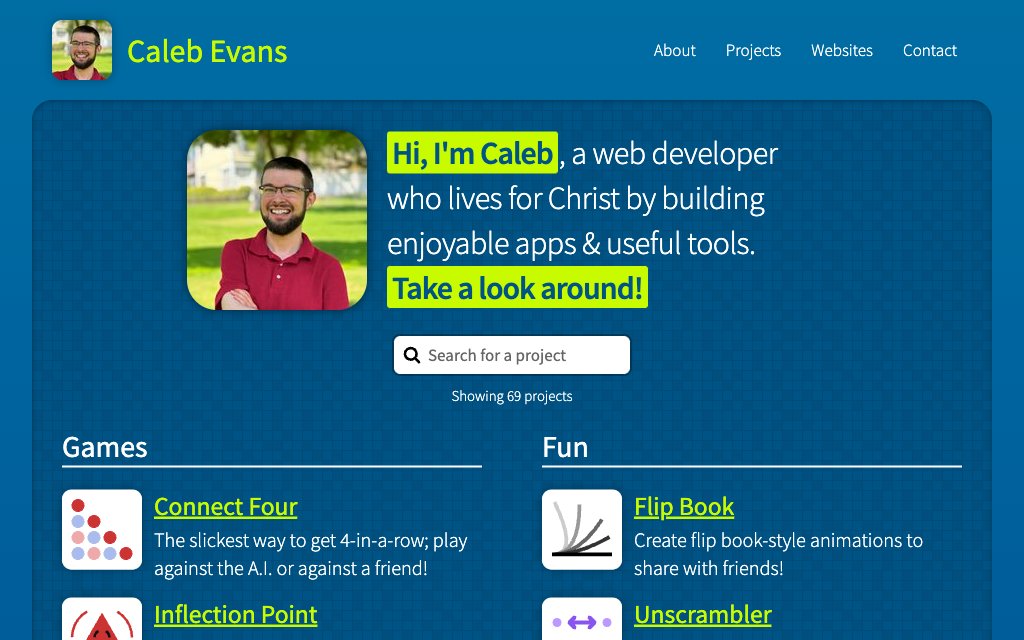 Caleb Evans
About Projects Websites Contact
Hi, I'm Caleb, a web developer
who lives for Christ by building
enjoyable apps & useful tools.
Take a look around!
Search for a project
Showing 69 projects
Games
Connect Four
The slickest way to get 4-in-a-row; play
against the A.I. or against a friend!
Inflection Point
Fun
Flip Book
Create flip book-style animations to
share with friends!
Unscrambler